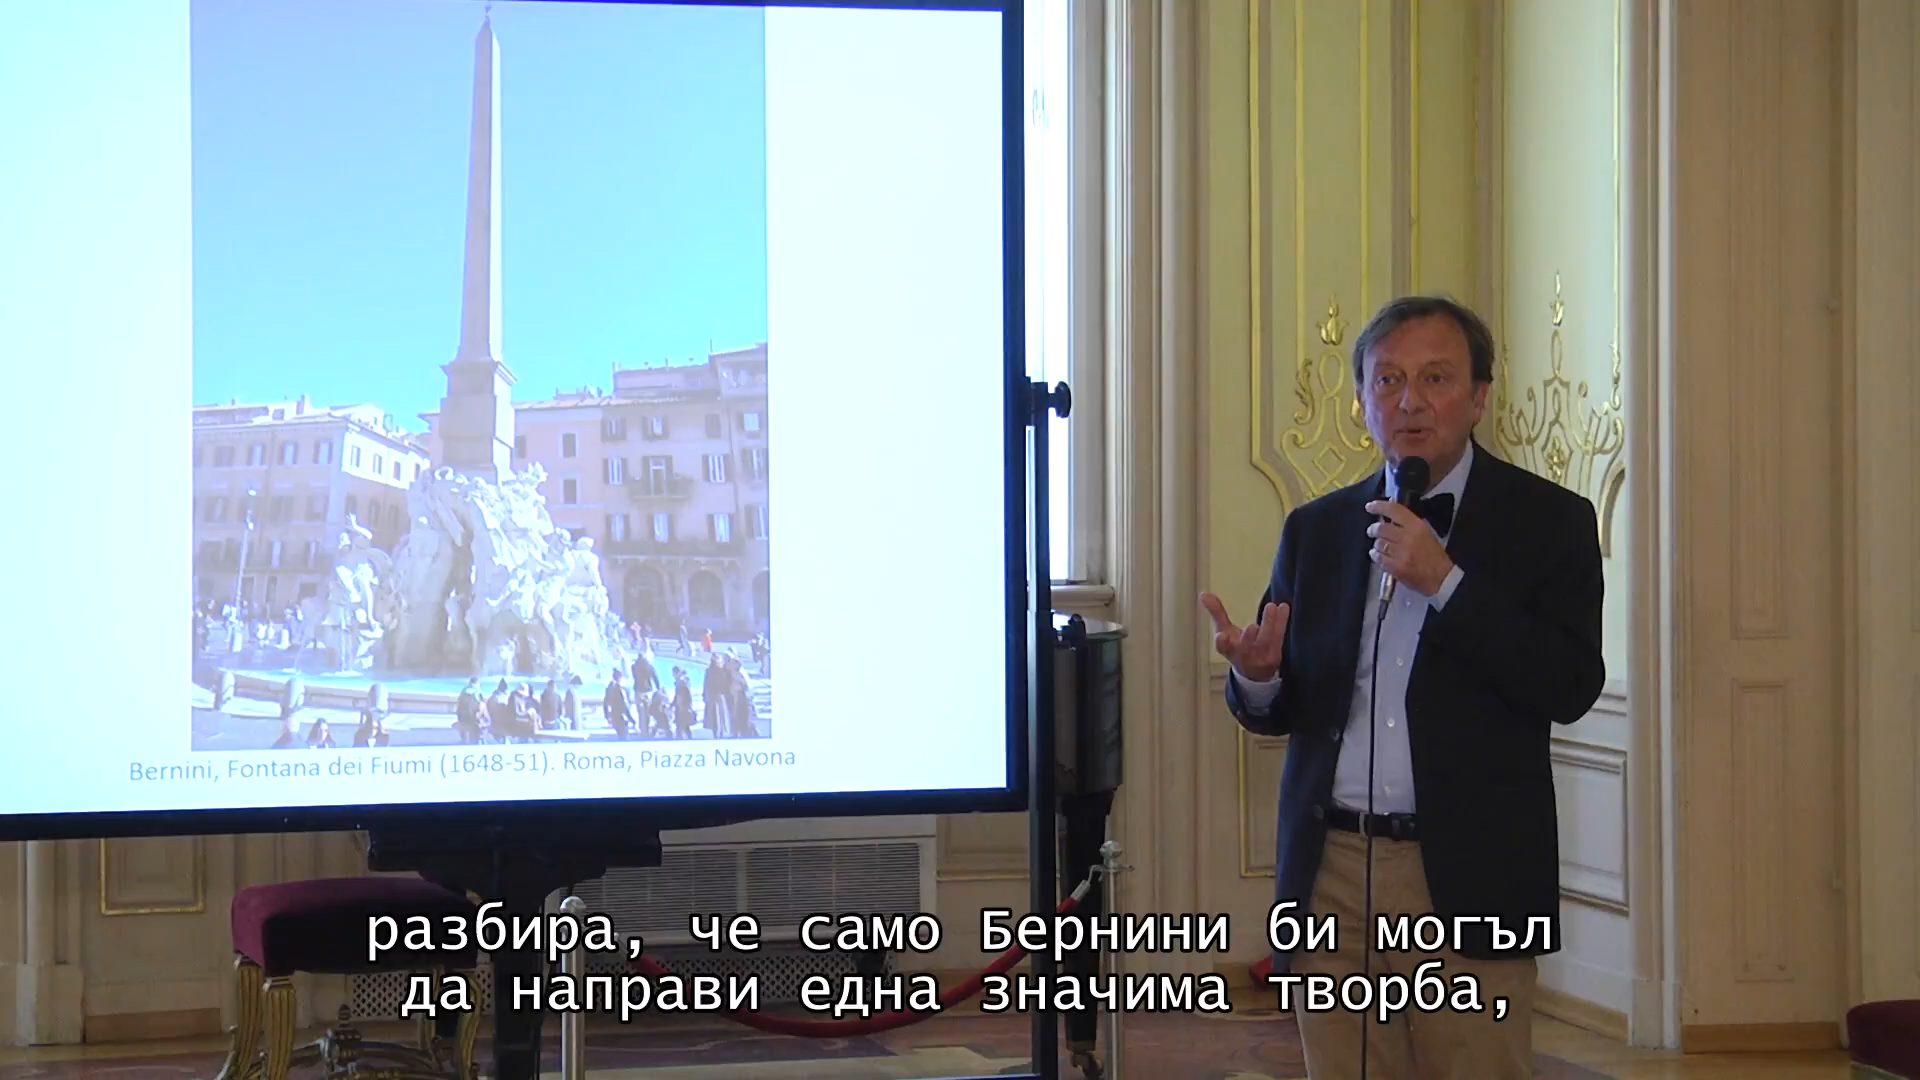 Bernini, Fontana dei Fiumi (1648-51). Roma, Piazza Navona
разбира, че само Бернини би могъл
да направи една значима творба,